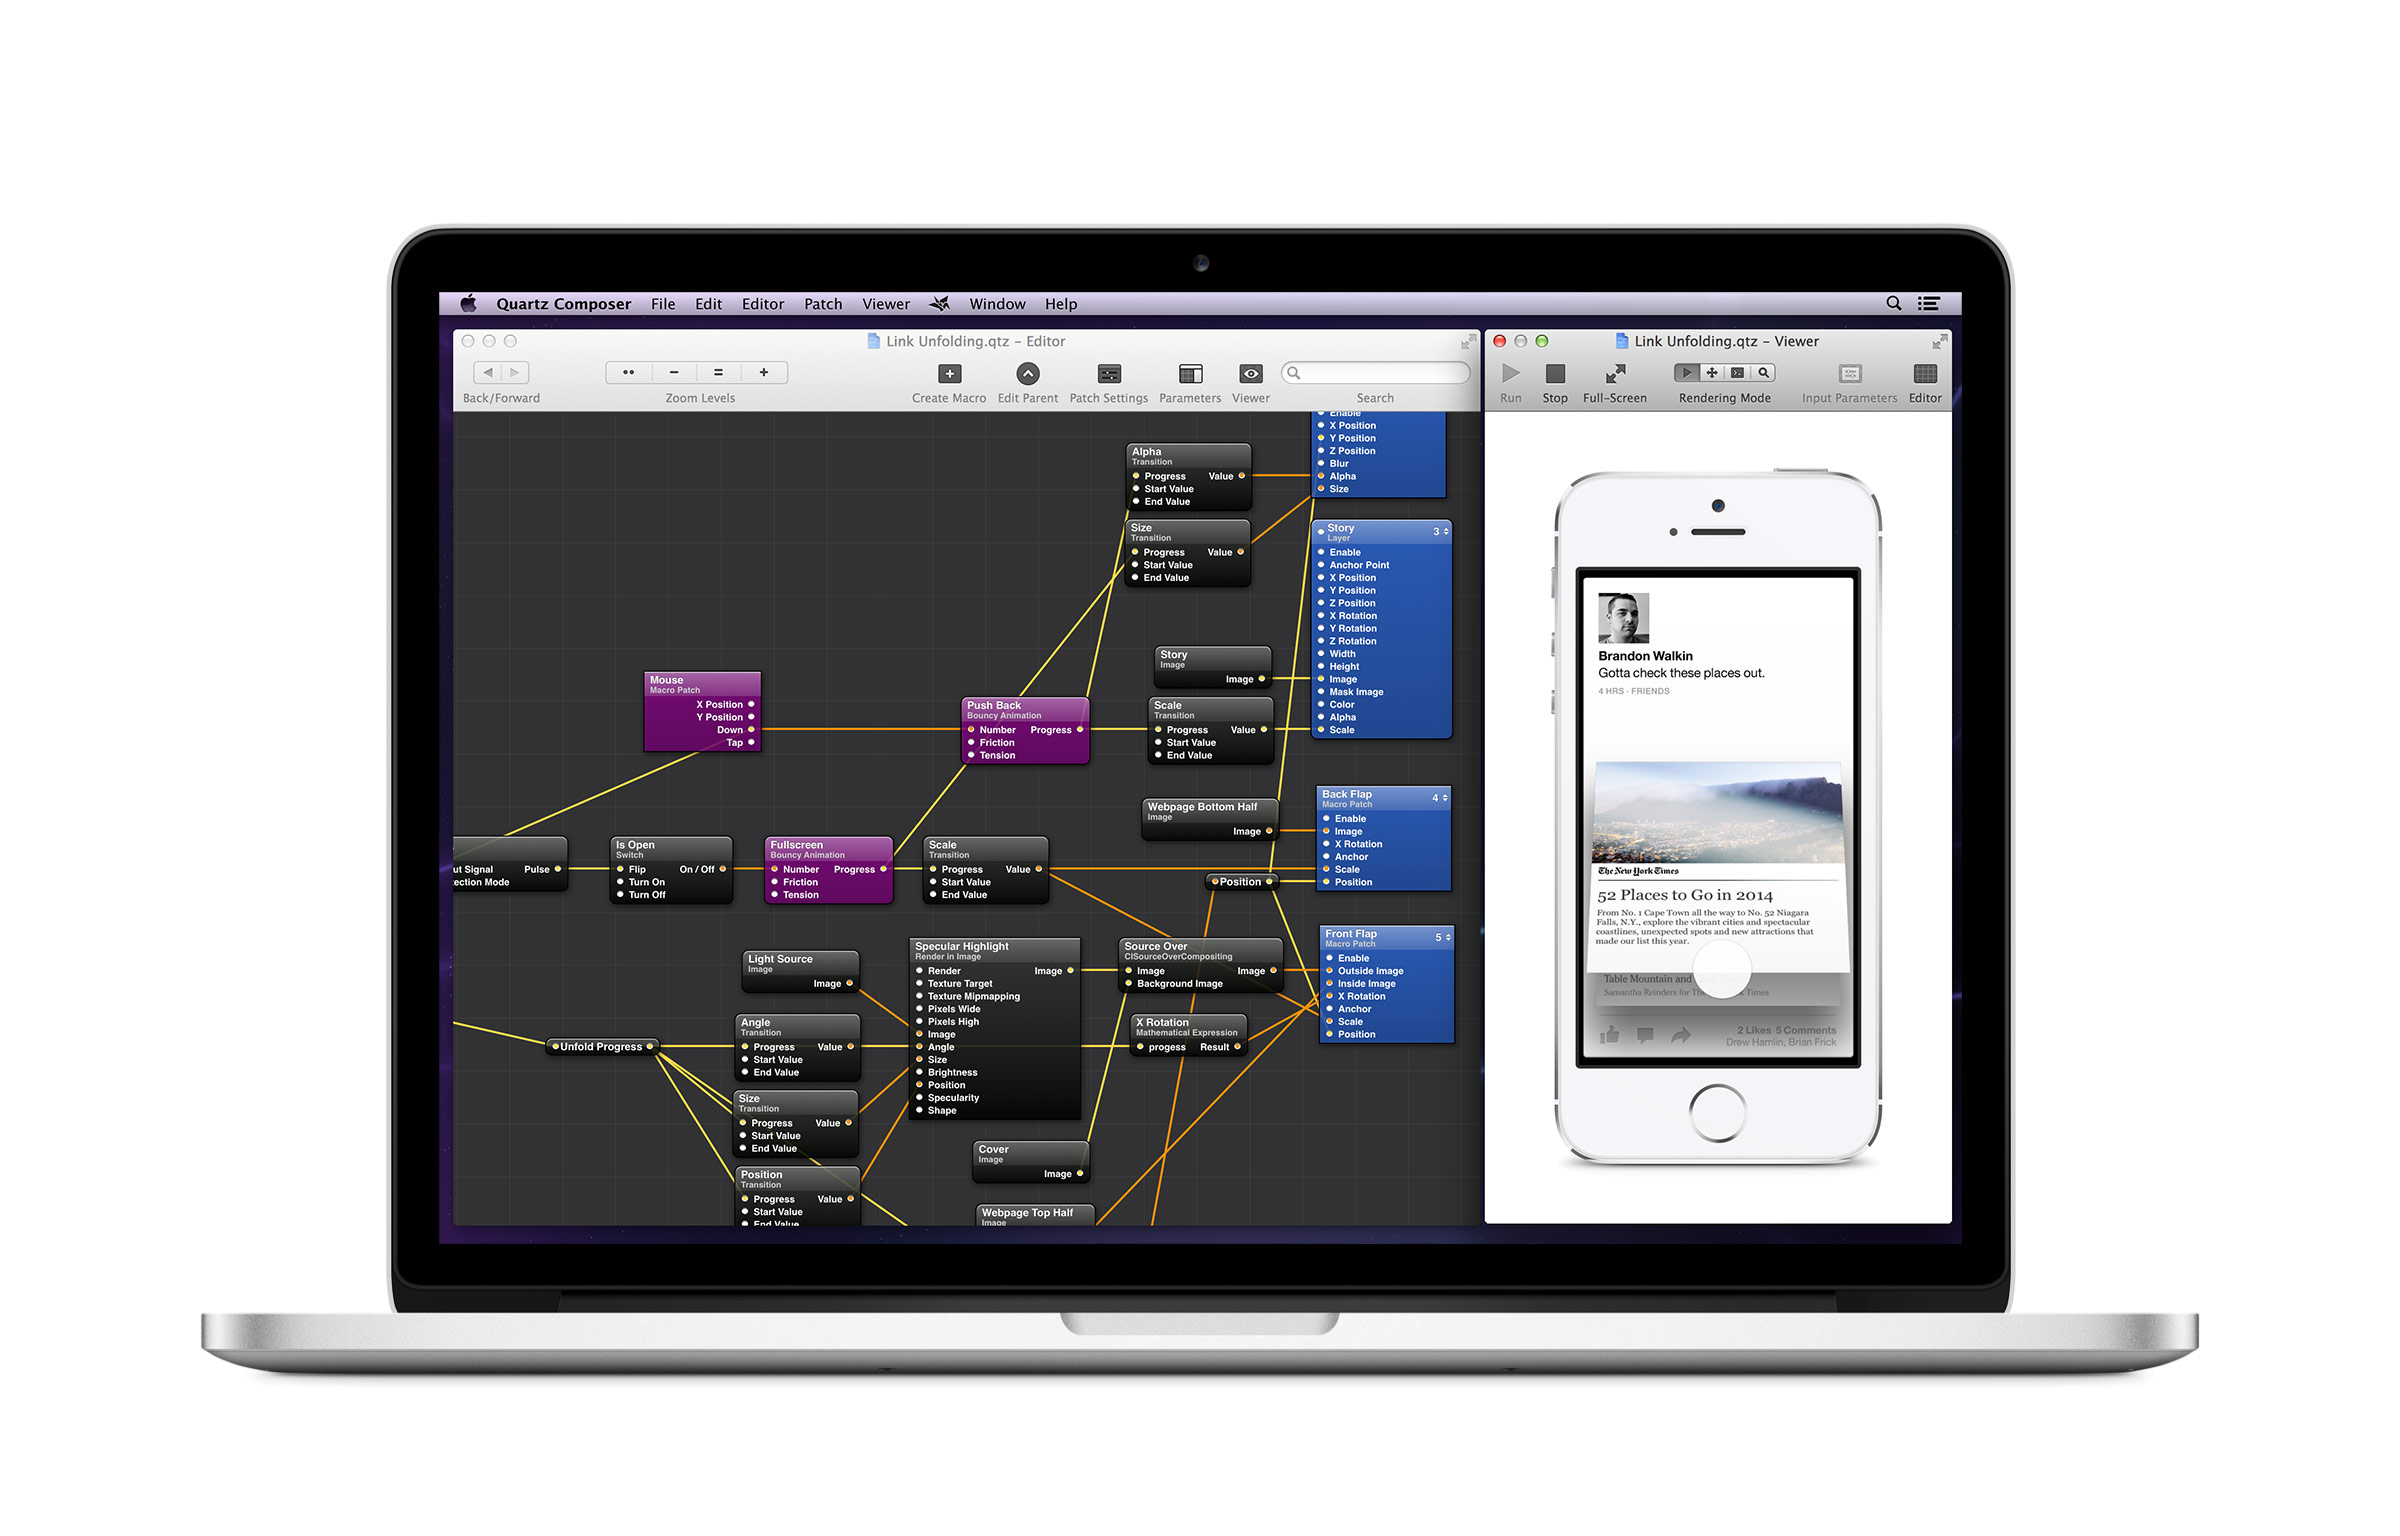 Quartz Composer File Edit Editor Patch Viewer Window Help
Link Unfolding.qtz – Editor
Back/Forward
Zoom Levels
Create Macro
Edit Parent
Patch Settings
Parameters
Viewer
Search
Enable
X Position
Y Position
Z Position
Blur
Alpha
Size
Alpha
Transition
Progress Value
Start Value
End Value
Size
Transition
Progress Value
Start Value
End Value
Story 3
Layer
Enable
Anchor Point
X Position
Y Position
Z Position
X Rotation
Y Rotation
Z Rotation
Width
Height
Image
Mask Image
Color
Alpha
Scale
Story
Image
Image
Mouse
Macro Patch
X Position
Y Position
Down
Tap
Push Back
Bouncy Animation
Number Progress
Friction
Tension
Scale
Transition
Progress Value
Start Value
End Value
Webpage Bottom Half
Image
Image
Back Flap 4
Macro Patch
Enable
Image
X Rotation
Anchor
Scale
Position
ut Signal Pulse
ection Mode
Is Open
Switch
Flip On / Off
Turn On
Turn Off
Fullscreen
Bouncy Animation
Number Progress
Friction
Tension
Scale
Transition
Progress Value
Start Value
End Value
Position
Front Flap 5
Macro Patch
Enable
Outside Image
Inside Image
X Rotation
Anchor
Scale
Position
Light Source
Image
Image
Specular Highlight
Render in Image
Render Image
Texture Target
Texture Mipmapping
Pixels Wide
Pixels High
Image
Angle
Size
Brightness
Position
Specularity
Shape
Source Over
CISourceOverCompositing
Image Image
Background Image
X Rotation
Mathematical Expression
progess Result
Unfold Progress
Angle
Transition
Progress Value
Start Value
End Value
Size
Transition
Progress Value
Start Value
End Value
Position
Transition
Progress Value
Start Value
End Value
Cover
Image
Image
Webpage Top Half
Image
Link Unfolding.qtz – Viewer
Run
Stop
Full-Screen
Rendering Mode
Input Parameters
Editor
Brandon Walkin
Gotta check these places out.
4 HRS · FRIENDS
The New York Times
52 Places to Go in 2014
From No. 1 Cape Town all the way to No. 52 Niagara
Falls, N.Y., explore the vibrant cities and spectacular
coastlines, unexpected spots and new attractions that
made our list this year.
Table Mountain and
Samantha Reinders for Times
2 Likes 5 Comments
Drew Hamlin, Brian Frick